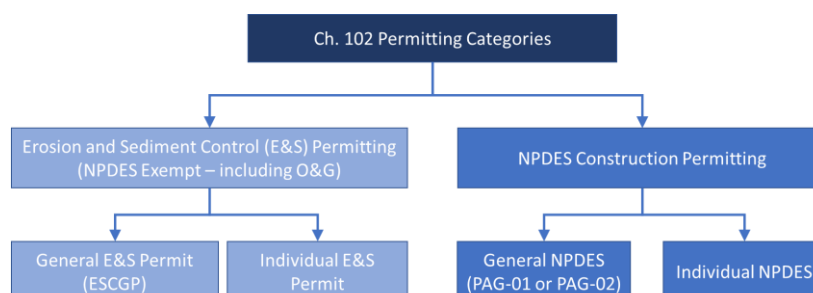 Ch. 102 Permitting Categories
Erosion and Sediment Control (E&S) Permitting
(NPDES Exempt – including O&G)
NPDES Construction Permitting
General E&S Permit
(ESCGP)
Individual E&S
Permit
General NPDES
(PAG-01 or PAG-02)
Individual NPDES